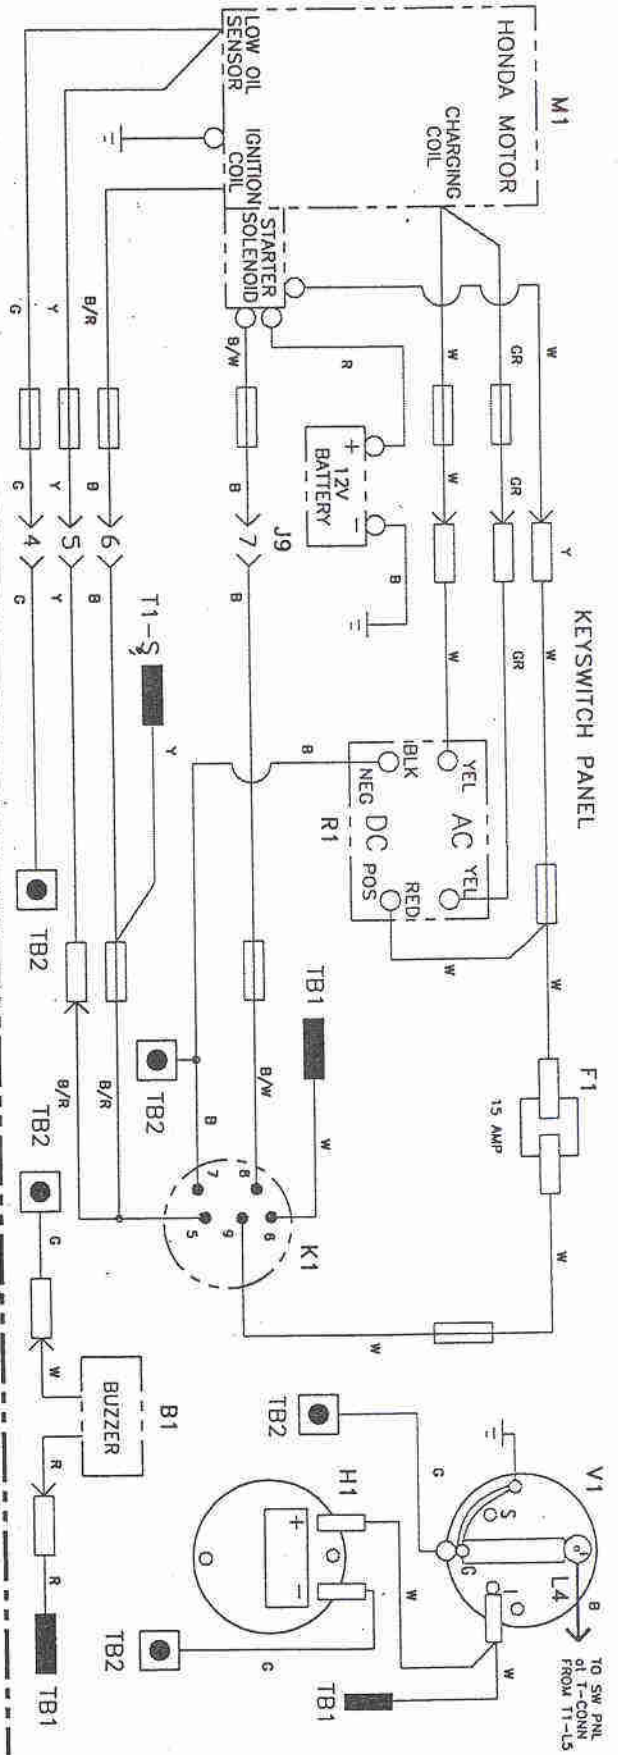 M1
HONDA MOTOR
CHARGING
COIL
LOW OIL
SENSOR
IGNITION
COIL
STARTER
SOLENOID
W
GR
W
R
B/W
B/R
Y
G
W
GR
+
12V
BATTERY
-
B
J9
B
7
B
B
6
B
Y
5
Y
G
4
G
Y
W
GR
W
KEYSWITCH PANEL
T1-S
Y
TB2
R1
YEL
AC
YEL
BLK
NEG
DC
POS
RED
B
W
W
F1
15 AMP
W
W
TB1
W
B/W
TB2
B
B/R
B/R
K1
7
8
5
9
6
TB2
G
W
B1
BUZZER
R
R
TB1
V1
S
G
I
L4
B
TO SW PNL
at T-CONN
FROM T1-L5
TB2
G
W
W
TB1
H1
+
-
G
TB2